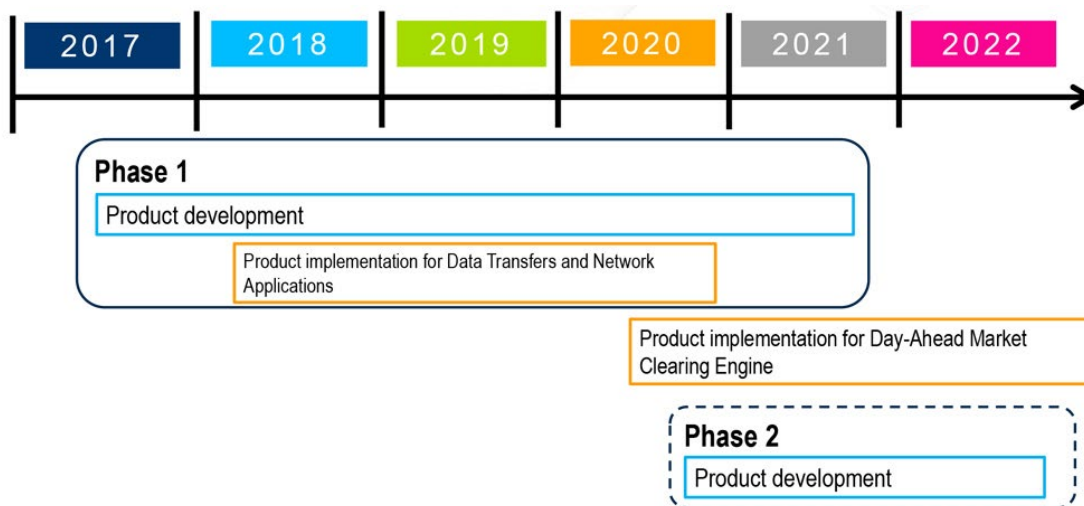 2017
2018
2019
2020
2021
2022
Phase 1
Product development
Product implementation for Data Transfers and Network
Applications
Product implementation for Day-Ahead Market
Clearing Engine
Phase 2
Product development